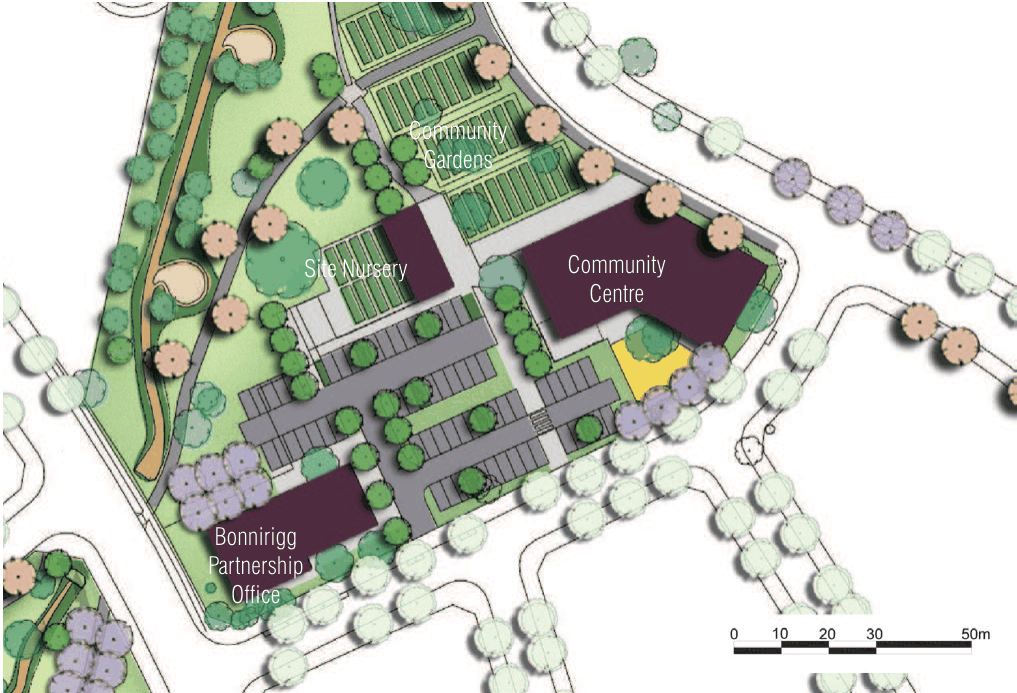 Community
Gardens
Site Nursery
Community
Centre
Bonnirigg
Partnership
Office
0 10 20 30 50m